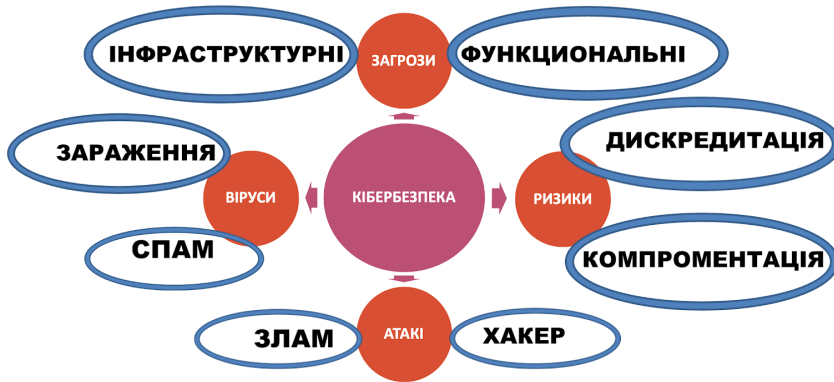 ІНФРАСТРУКТУРНІ
ЗАГРОЗИ
ФУНКЦИОНАЛЬНІ
ЗАРАЖЕННЯ
ДИСКРЕДИТАЦІЯ
ВІРУСИ
КІБЕРБЕЗПЕКА
РИЗИКИ
СПАМ
КОМПРОМЕНТАЦІЯ
ЗЛАМ
АТАКІ
ХАКЕР